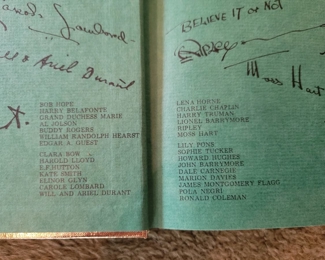 Carole Lombard
Will & Ariel Durant
BOB HOPE
HARRY BELAFONTE
GRAND DUCHESS MARIE
AL JOLSON
BUDDY ROGERS
WILLIAM RANDOLPH HEARST
EDGAR A. GUEST
CLARA BOW
HAROLD LLOYD
E.F. HUTTON
KATE SMITH
ELINOR GLYN
CAROLE LOMBARD
WILL AND ARIEL DURANT
BELIEVE IT or NOT
Ripley
Moss Hart
LENA HORNE
CHARLIE CHAPLIN
HARRY TRUMAN
LIONEL BARRYMORE
RIPLEY
MOSS HART
LILY PONS
SOPHIE TUCKER
HOWARD HUGHES
JOHN BARRYMORE
DALE CARNEGIE
MARION DAVIES
JAMES MONTGOMERY FLAGG
POLA NEGRI
RONALD COLEMAN